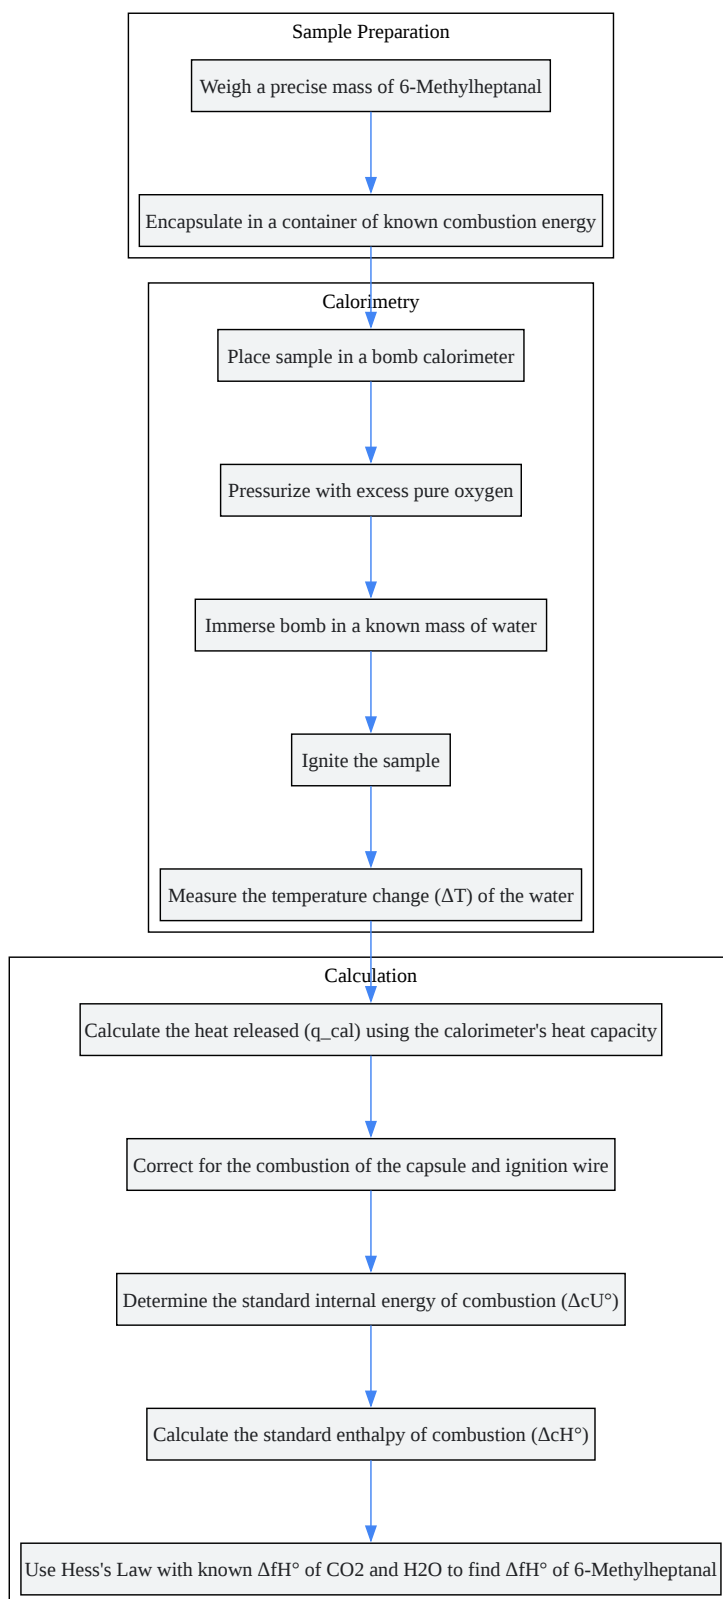 Sample Preparation
Weigh a precise mass of 6-Methylheptanal
Encapsulate in a container of known combustion energy
Calorimetry
Place sample in a bomb calorimeter
Pressurize with excess pure oxygen
Immerse bomb in a known mass of water
Ignite the sample
Measure the temperature change (ΔT) of the water
Calculation
Calculate the heat released (q_cal) using the calorimeter's heat capacity
Correct for the combustion of the capsule and ignition wire
Determine the standard internal energy of combustion (ΔcU°)
Calculate the standard enthalpy of combustion (ΔcH°)
Use Hess's Law with known ΔfH° of CO2 and H2O to find ΔfH° of 6-Methylheptanal